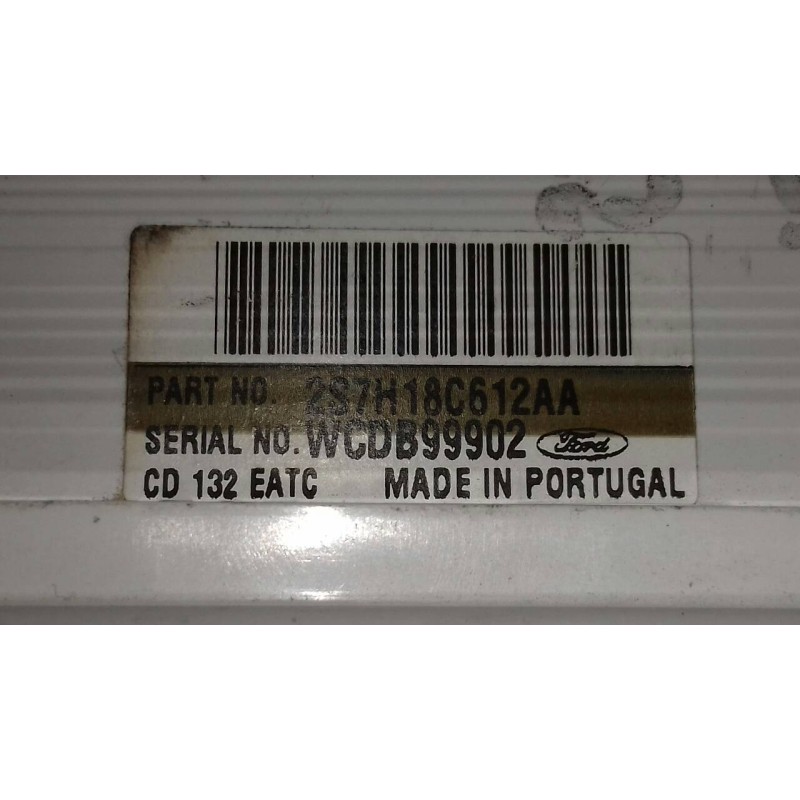 PART NO. 2S7H18C612AA
SERIAL NO. WCDB99902 Ford
CD 132 EATC MADE IN PORTUGAL